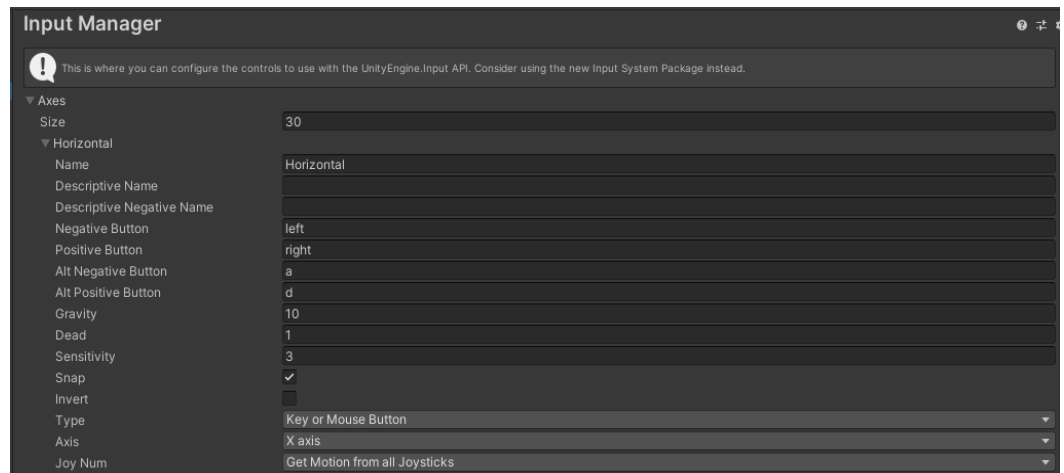 Input Manager
This is where you can configure the controls to use with the UnityEngine.Input API. Consider using the new Input System Package instead.
Axes
Size 30
Horizontal
Name Horizontal
Descriptive Name
Descriptive Negative Name
Negative Button left
Positive Button right
Alt Negative Button a
Alt Positive Button d
Gravity 10
Dead 1
Sensitivity 3
Snap
Invert
Type Key or Mouse Button
Axis X axis
Joy Num Get Motion from all Joysticks